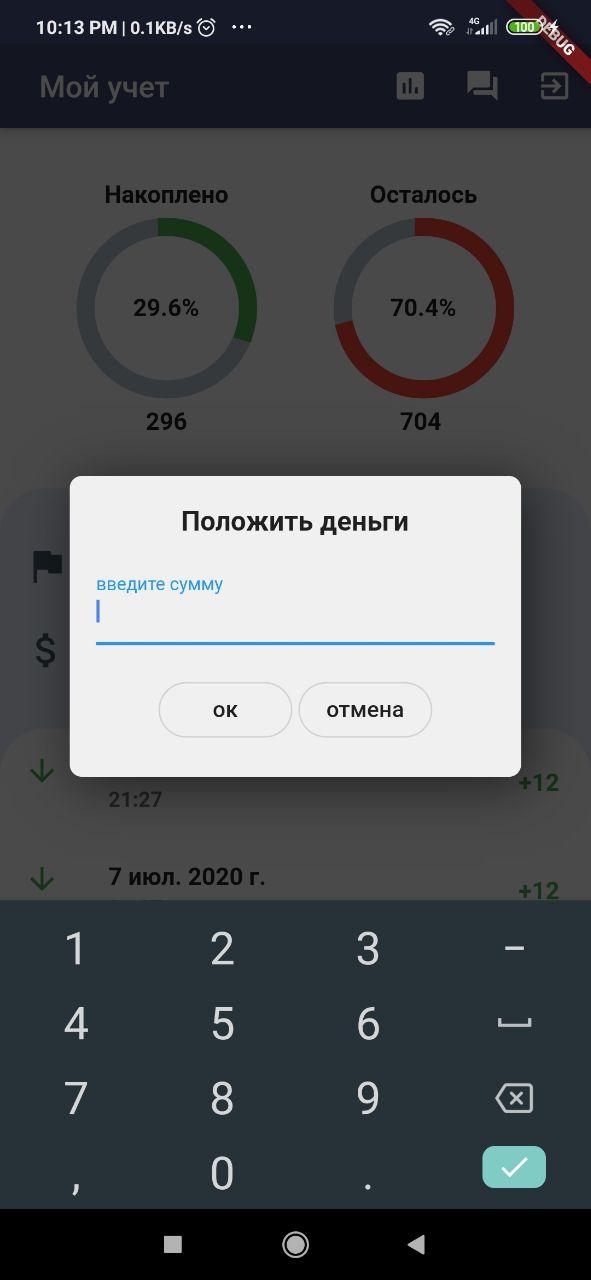 10:13 PM | 0.1KB/s ...
4G
100
DEBUG
Мой учет
Накоплено
Осталось
29.6%
70.4%
296
704
Положить деньги
введите сумму
ок
отмена
$
21:27
+12
7 июл. 2020 г.
+12
1 2 3 –
4 5 6
7 8 9
, 0 .